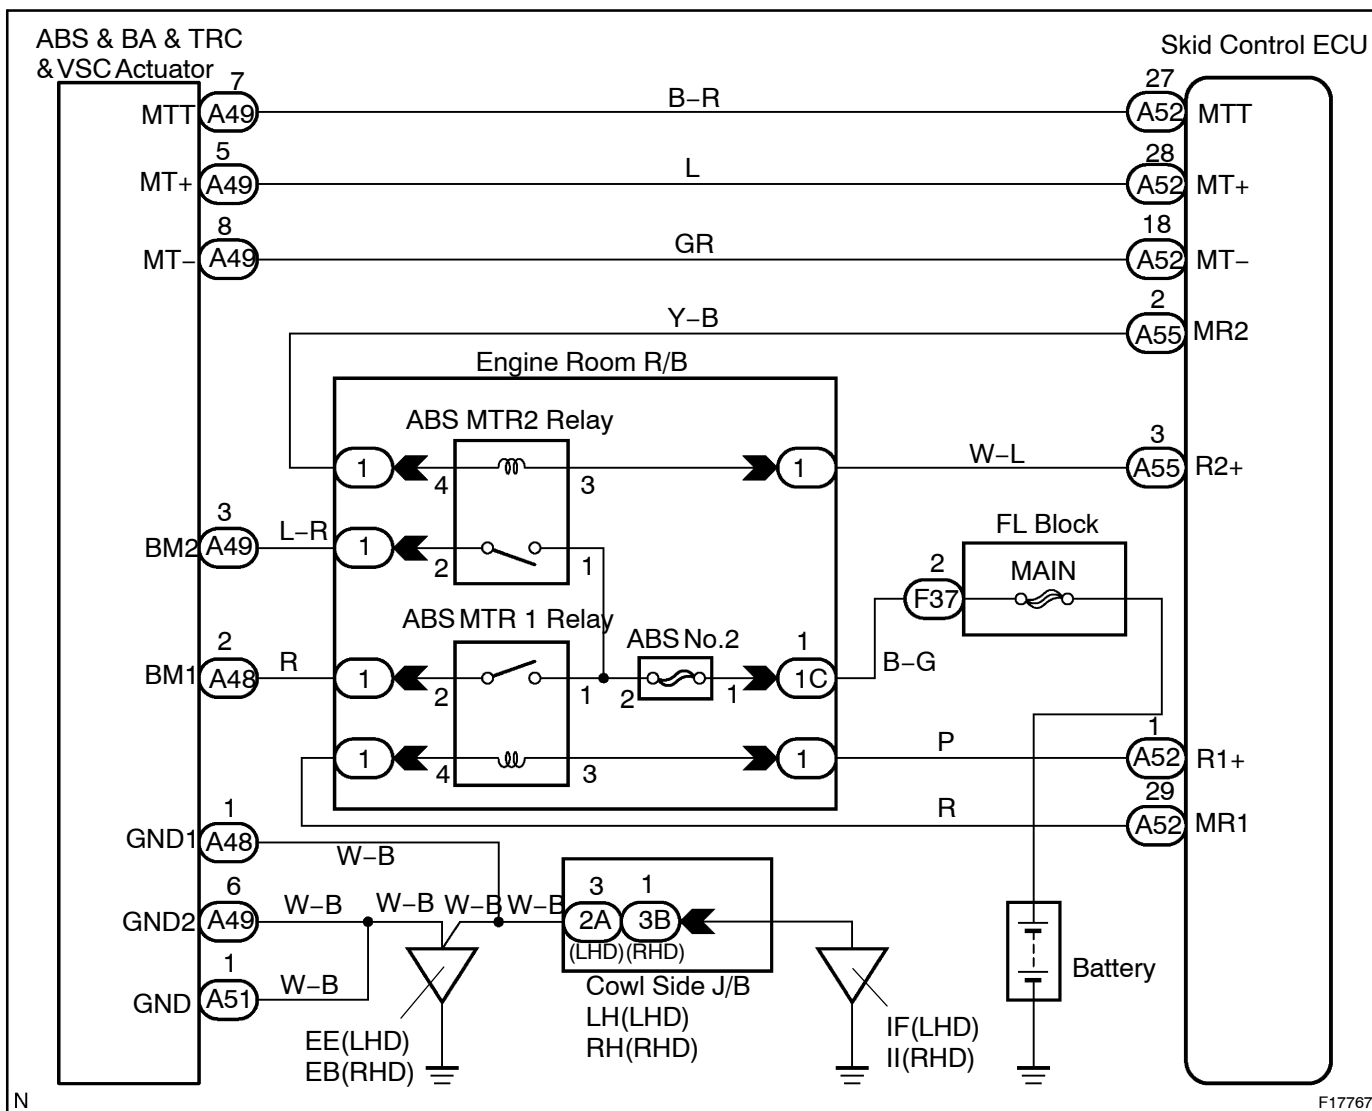 ABS & BA & TRC
& VSC Actuator
Skid Control ECU
7
MTT
A49
B–R
27
A52
MTT
5
MT+
A49
L
28
A52
MT+
8
MT–
A49
GR
18
A52
MT–
Y–B
2
A55
MR2
Engine Room R/B
ABS MTR2 Relay
1
4
3
1
W–L
3
A55
R2+
3
BM2
A49
L–R
1
2
1
FL Block
MAIN
2
F37
ABS MTR 1 Relay
ABS No.2
2
BM1
A48
R
1
2
1
2
1
1
1C
B–G
1
4
3
1
P
1
A52
R1+
R
29
A52
MR1
1
GND1
A48
W–B
6
GND2
A49
W–B
W–B
W–B
W–B
3
2A
(LHD)
1
3B
(RHD)
1
GND
A51
W–B
Cowl Side J/B
LH(LHD)
RH(RHD)
EE(LHD)
EB(RHD)
IF(LHD)
II(RHD)
Battery
N
F17767